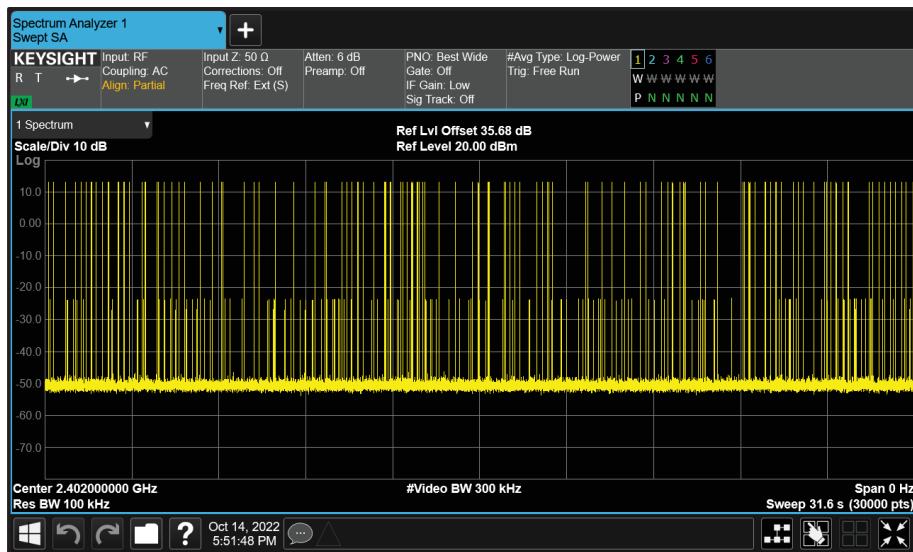 Spectrum Analyzer 1
Swept SA
KEYSIGHT Input: RF Input Z: 50 Ω Atten: 6 dB PNO: Best Wide #Avg Type: Log-Power 1 2 3 4 5 6
R T Coupling: AC Corrections: Off Preamp: Off Gate: Off Trig: Free Run W W W W W W
Align: Partial Freq Ref: Ext (S) IF Gain: Low
LXI Sig Track: Off P N N N N N
1 Spectrum
Ref Lvl Offset 35.68 dB
Scale/Div 10 dB Ref Level 20.00 dBm
Log
10.0
0.00
-10.0
-20.0
-30.0
-40.0
-50.0
-60.0
-70.0
Center 2.402000000 GHz #Video BW 300 kHz Span 0 Hz
Res BW 100 kHz Sweep 31.6 s (30000 pts)
? Oct 14, 2022
5:51:48 PM